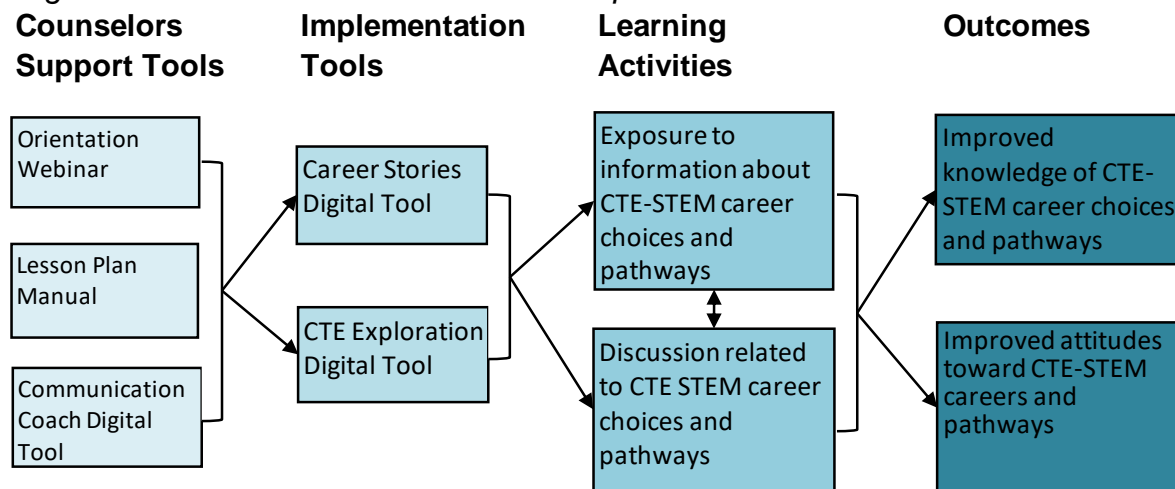 Counselors
Support Tools
Implementation
Tools
Learning
Activities
Outcomes
Orientation
Webinar
Lesson Plan
Manual
Communication
Coach Digital
Tool
Career Stories
Digital Tool
CTE Exploration
Digital Tool
Exposure to
information about
CTE-STEM career
choices and
pathways
Discussion related
to CTE STEM career
choices and
pathways
Improved
knowledge of CTE-
STEM career choices
and pathways
Improved attitudes
toward CTE-STEM
careers and
pathways